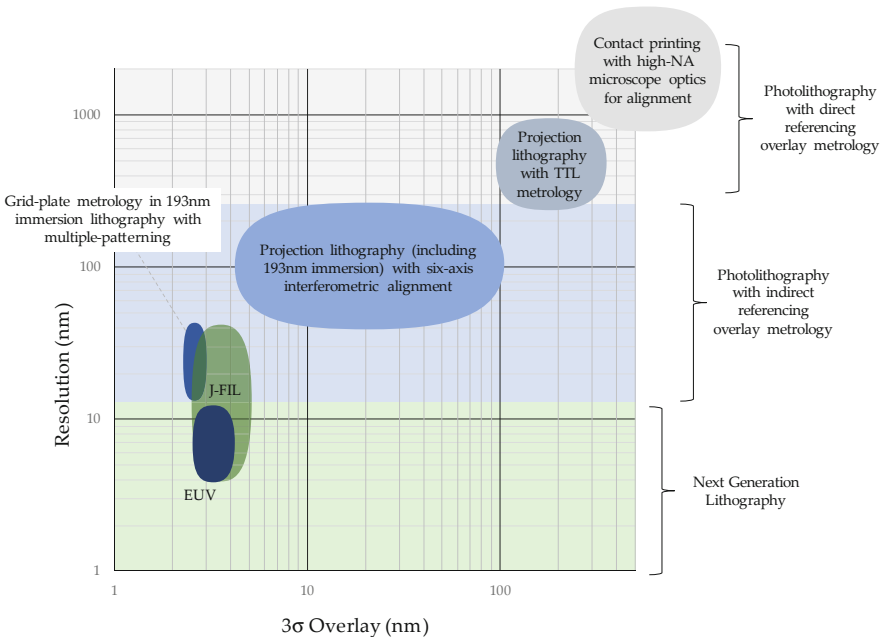 Contact printing
with high-NA
microscope optics
for alignment
Photolithography
with direct
referencing
overlay metrology
1000
Projection
lithography
with TTL
metrology
Grid-plate metrology in 193nm
immersion lithography with
multiple-patterning
Projection lithography (including
193nm immersion) with six-axis
interferometric alignment
100
Photolithography
with indirect
referencing
overlay metrology
Resolution (nm)
J-FIL
10
EUV
Next Generation
Lithography
1
1
10
100
3σ Overlay (nm)